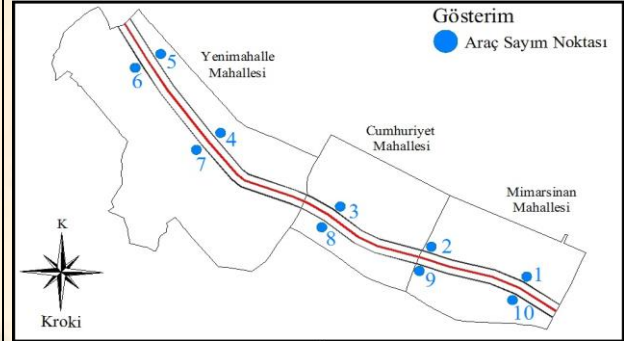 Gösterim
Araç Sayım Noktası
Yenimahalle
Mahallesi
Cumhuriyet
Mahallesi
Mimarsinan
Mahallesi
5
6
4
7
3
8
2
9
1
10
K
Kroki